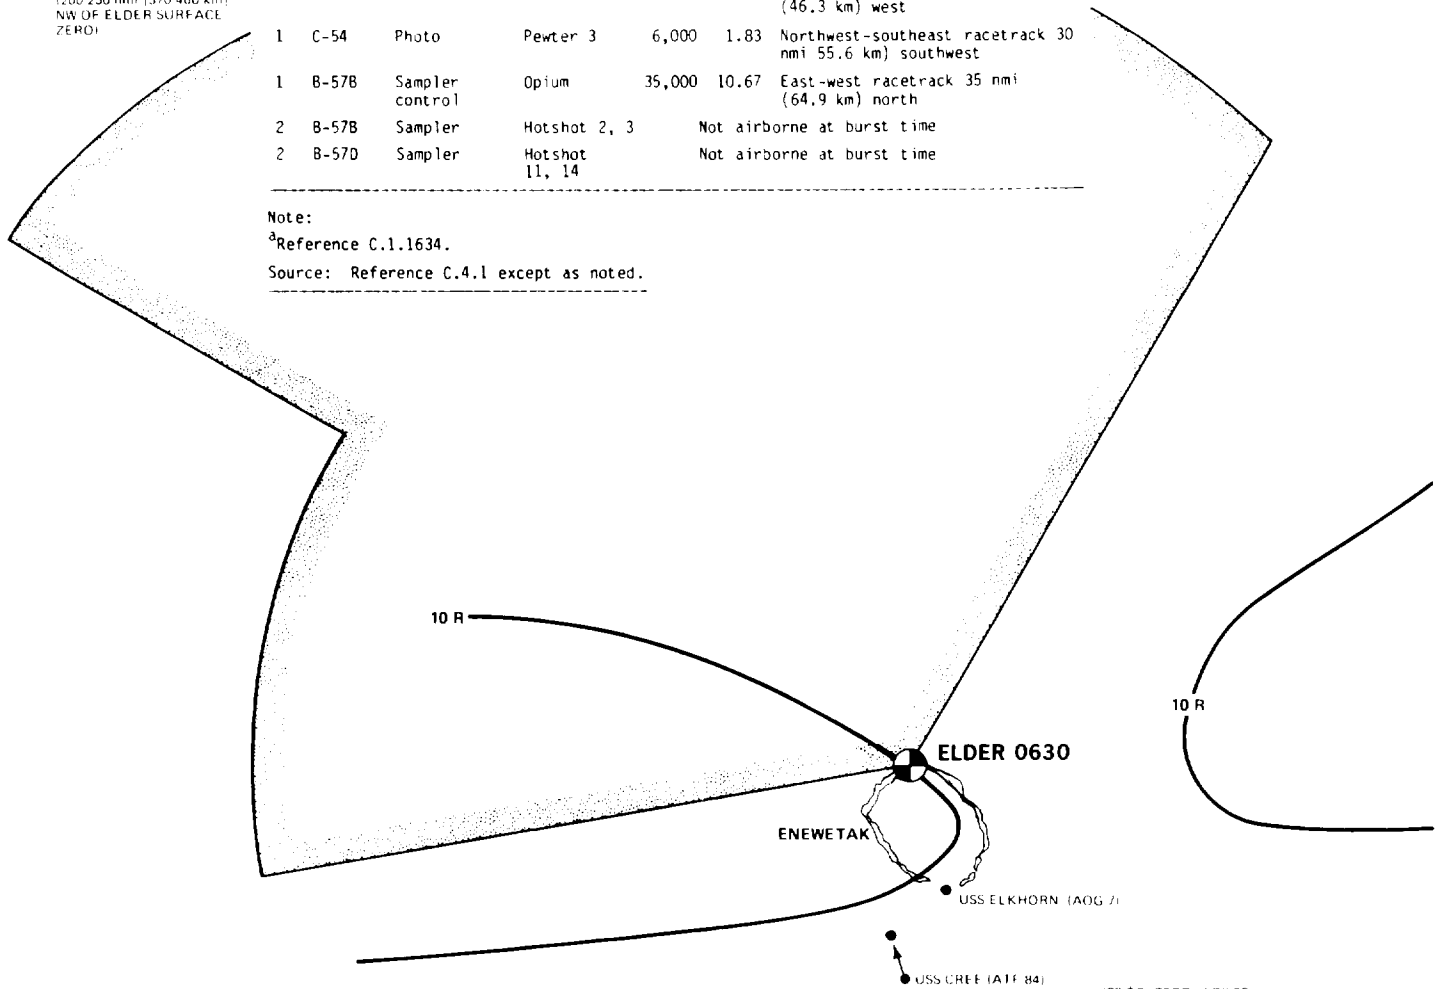 NW OF ELDER SURFACE
ZERO)
(46.3 km) west
1 C-54 Photo Pewter 3 6,000 1.83 Northwest-southeast racetrack 30
nmi 55.6 km) southwest
1 B-57B Sampler Opium 35,000 10.67 East-west racetrack 35 nmi
control (64.9 km) north
2 B-57B Sampler Hotshot 2, 3 Not airborne at burst time
2 B-57D Sampler Hotshot Not airborne at burst time
11, 14
Note:
aReference C.1.1634.
Source: Reference C.4.1 except as noted.
10 R
10 R
ELDER 0630
ENEWETAK
USS ELKHORN (AOG 7)
USS CREE (ATF 84)